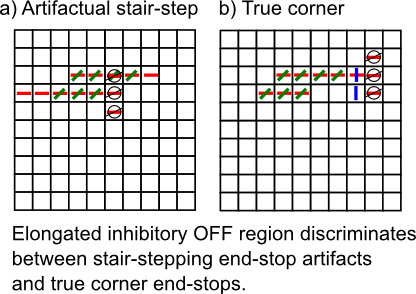 a) Artifactual stair-step b) True corner
Elongated inhibitory OFF region discriminates
between stair-stepping end-stop artifacts
and true corner end-stops.